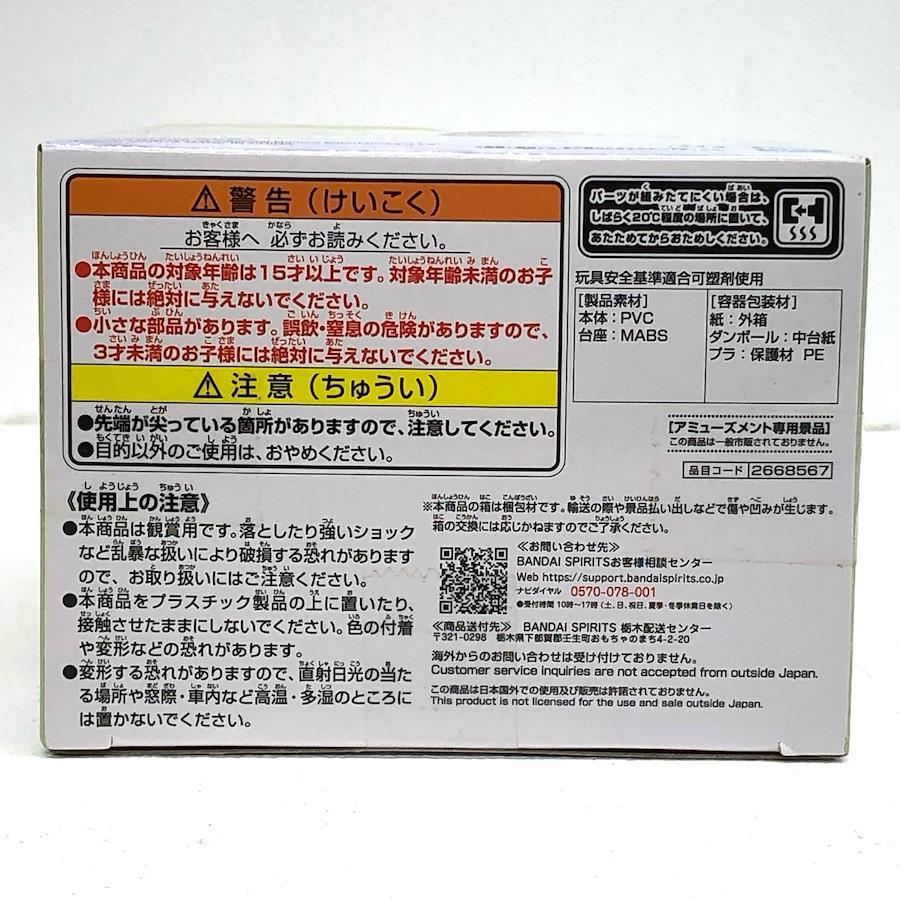 ⚠警告（けいこく）
お客様へ 必ずお読みください。
●本商品の対象年齢は15才以上です。対象年齢未満のお子
様には絶対に与えないでください。
●小さな部品があります。誤飲・窒息の危険がありますので、
3才未満のお子様には絶対に与えないでください。
⚠注意（ちゅうい）
●先端が尖っている箇所がありますので、注意してください。
●目的以外のご使用は、おやめください。
パーツが組みたてにくい場合は、
しばらく20℃程度の場所に置いて、
あたためてからおためしください。
玩具安全基準適合可塑剤使用
[製品素材]
本体：PVC
台座：MABS
[容器包装材]
紙：外箱
ダンボール：中台紙
プラ：保護材 PE
[アミューズメント専用景品]
この商品は一般市販されておりません。
品目コード 2668567
《使用上の注意》
●本商品は観賞用です。落としたり強いショック
など乱暴な扱いにより破損する恐れがあります
ので、お取り扱いにはご注意ください。
●本商品をプラスチック製品の上に置いたり、
接触させたままにしないでください。色の付着
や変形などの恐れがあります。
●変形する恐れがありますので、直射日光の当た
る場所や窓際・車内など高温・多湿のところに
は置かないでください。
※本商品の箱は梱包材です。輸送の際や景品払い出しなどで傷や凹みが生じます。
箱の交換には応じかねますのでご了承ください。
≪お問い合わせ先≫
BANDAI SPIRITSお客様相談センター
Web https://support.bandaispirits.co.jp
ナビダイヤル 0570-078-001
●受付時間 10時〜17時（土、日、祝日、夏季・冬季休業日を除く）
≪商品送付先≫ BANDAI SPIRITS 栃木配送センター
〒321-0298 栃木県下都賀郡壬生町おもちゃのまち4-2-20
海外からのお問い合わせは受け付けておりません。
Customer service inquiries are not accepted from outside Japan.
この商品は日本国外での使用及び販売は許諾されておりません。
This product is not licensed for the use and sale outside Japan.